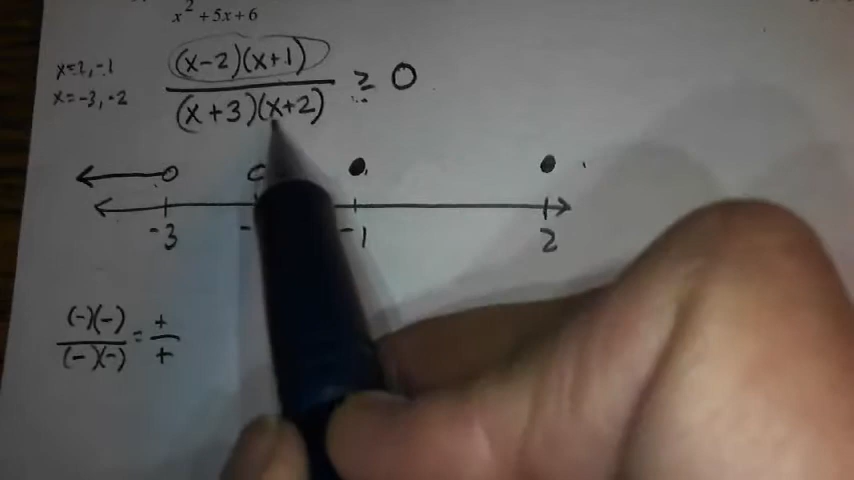 x² + 5x + 6
(x-2)(x+1)
x=2, -1
≥ 0
x=-3, -2
(x+3)(x+2)
-3 - -1 2
(-)(-) = +
(-)(-) +